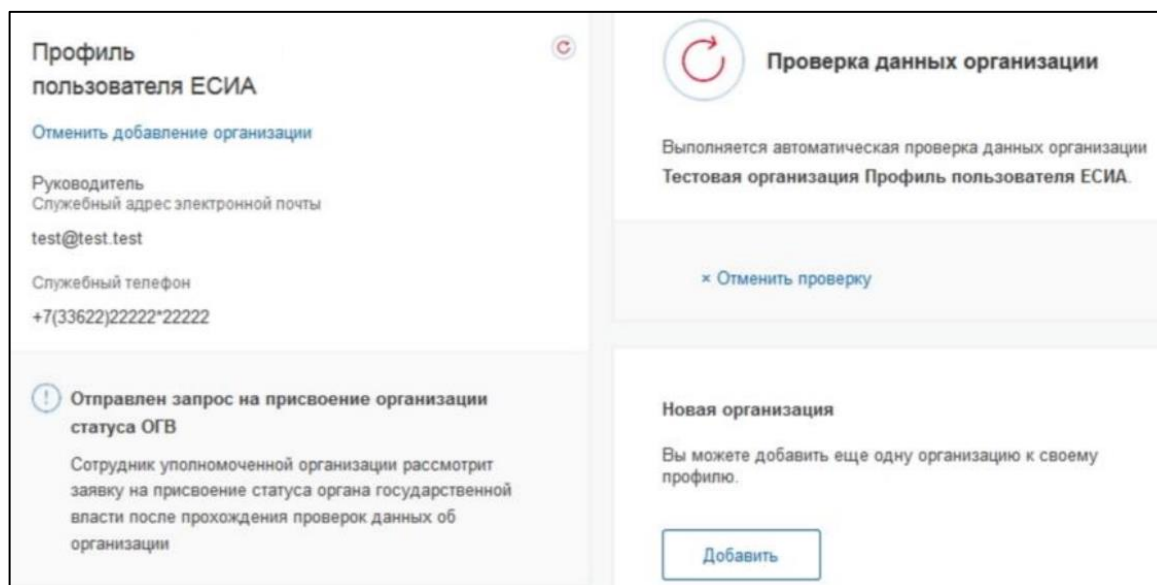 Профиль
пользователя ЕСИА
Отменить добавление организации
Руководитель
Служебный адрес электронной почты
test@test.test
Служебный телефон
+7(33622)22222*22222
Отправлен запрос на присвоение организации
статуса ОГВ
Сотрудник уполномоченной организации рассмотрит
заявку на присвоение статуса органа государственной
власти после прохождения проверок данных об
организации
Проверка данных организации
Выполняется автоматическая проверка данных организации
Тестовая организация Профиль пользователя ЕСИА.
× Отменить проверку
Новая организация
Вы можете добавить еще одну организацию к своему
профилю.
Добавить